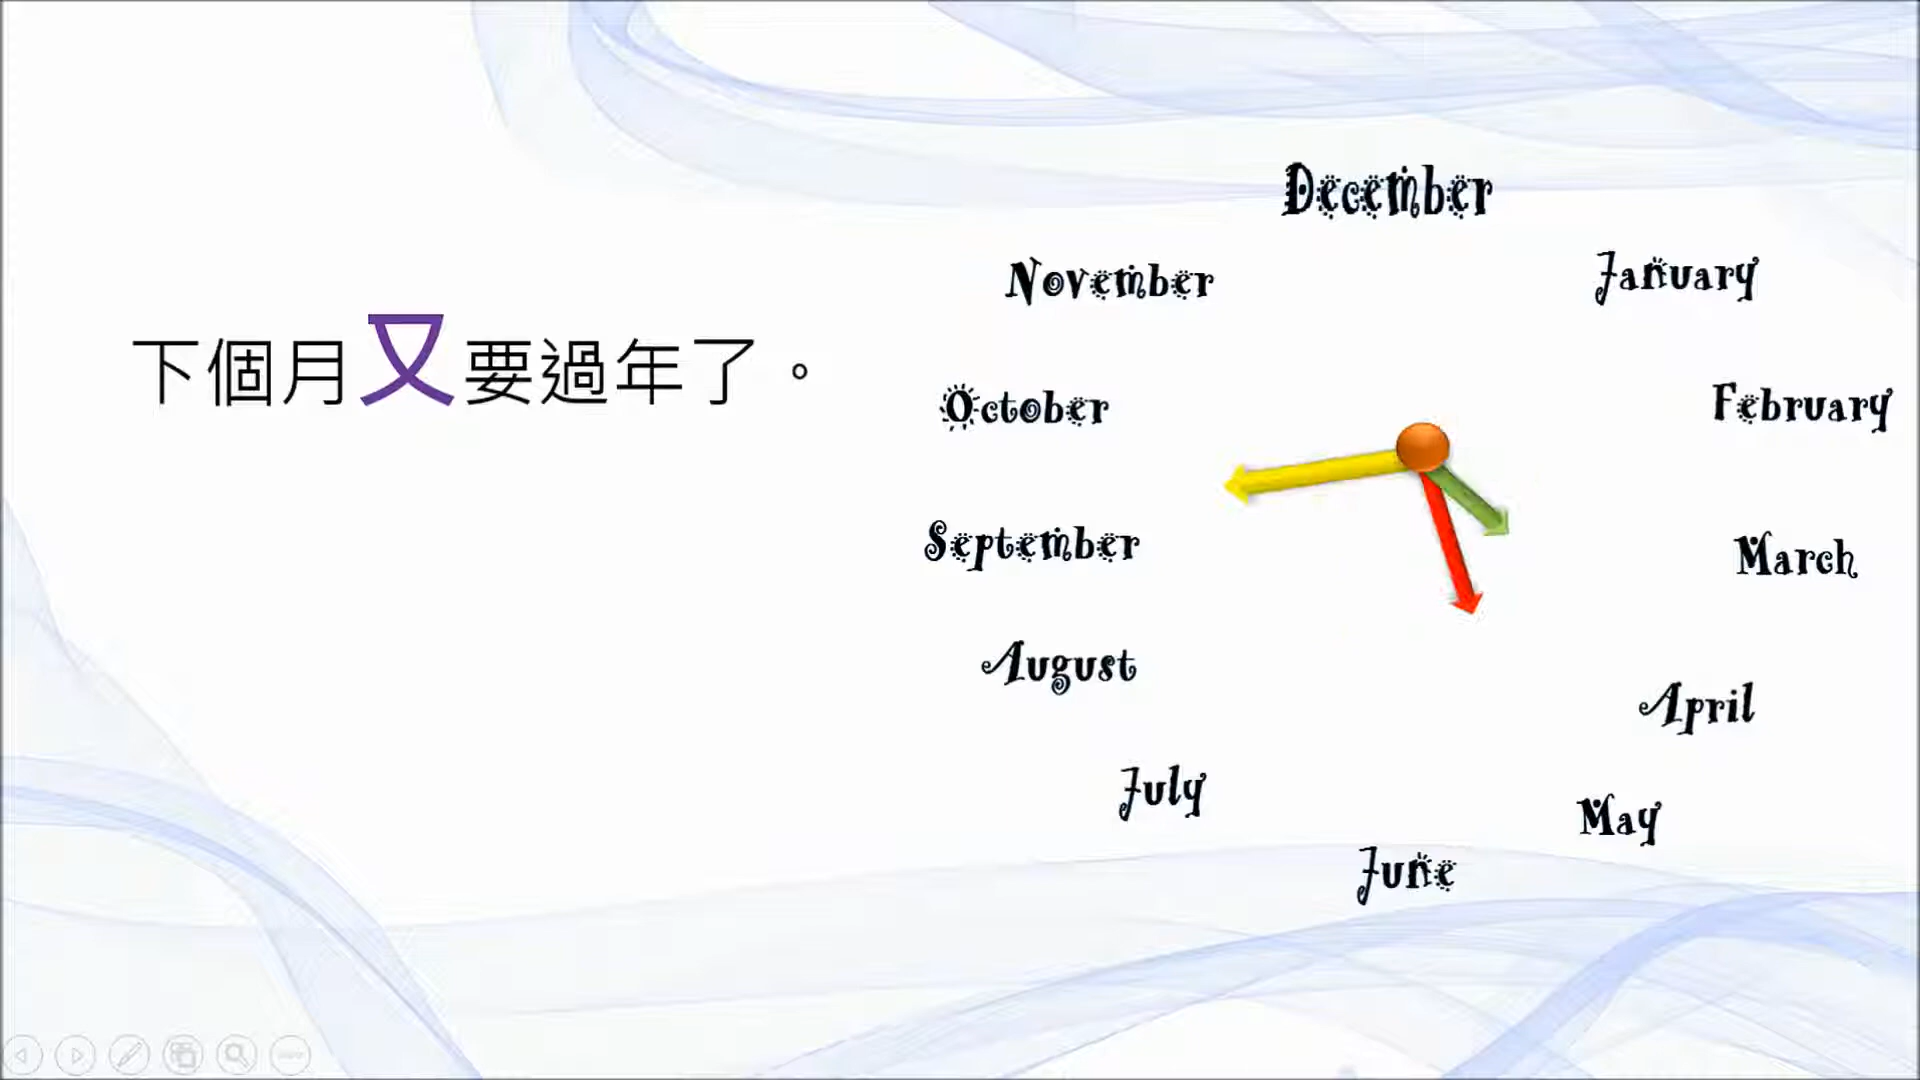 下個月又要過年了。
December
November
January
October
February
September
March
August
April
July
May
June